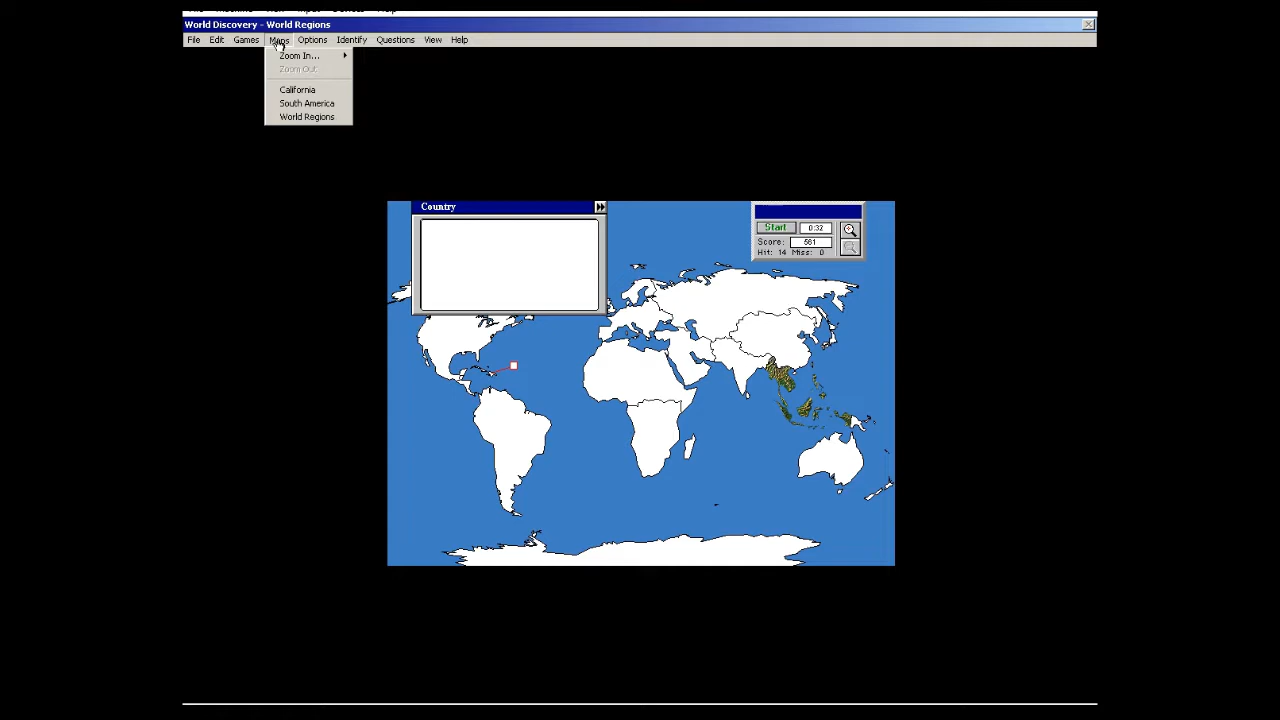 World Discovery - World Regions
File Edit Games Maps Options Identify Questions View Help
Zoom In...
Zoom Out
California
South America
World Regions
Country
Start 0:32
Score: 561
Hit: 14 Miss: 0